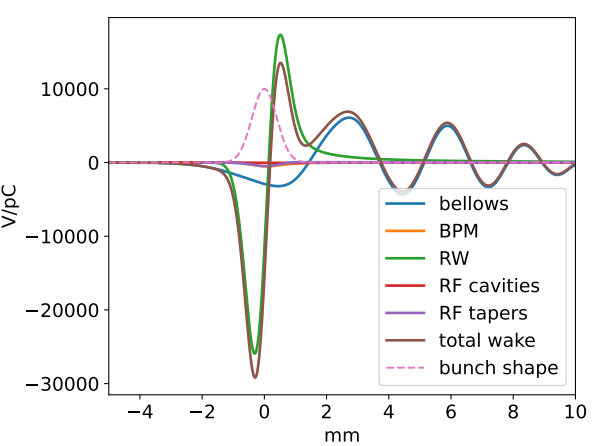 10000
0
−10000
−20000
−30000
V/pC
bellows
BPM
RW
RF cavities
RF tapers
total wake
bunch shape
−4 −2 0 2 4 6 8 10
mm